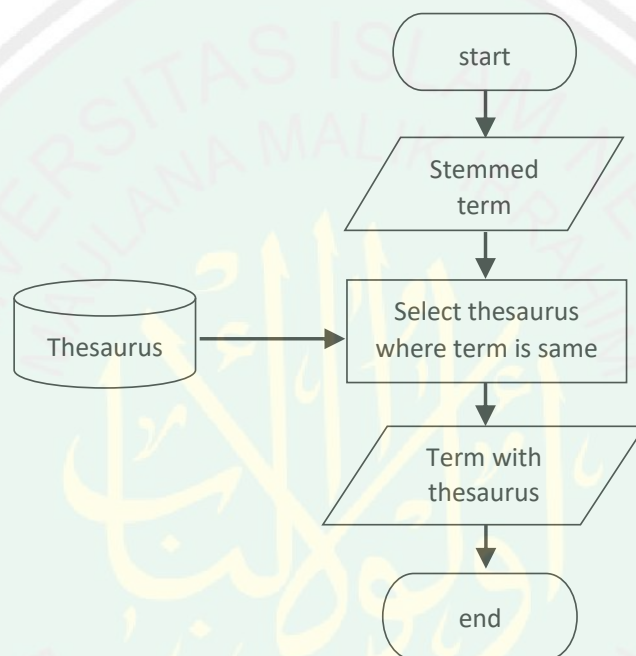 start
Stemmed
term
Thesaurus
Select thesaurus
where term is same
Term with
thesaurus
end